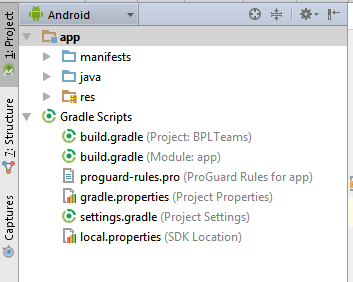 Android
1: Project
7: Structure
Captures
app
manifests
java
res
Gradle Scripts
build.gradle (Project: BPLTeams)
build.gradle (Module: app)
proguard-rules.pro (ProGuard Rules for app)
gradle.properties (Project Properties)
settings.gradle (Project Settings)
local.properties (SDK Location)